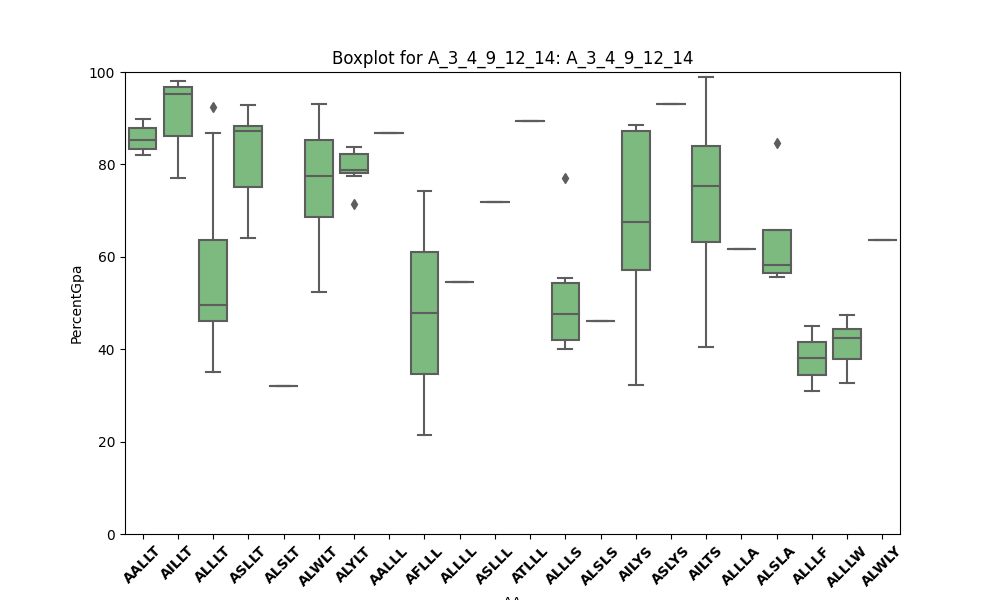 Boxplot for A_3_4_9_12_14: A_3_4_9_12_14
100
80
60
40
20
0
PercentGpa
AALLT AILLT ALLLT ASLLT ALSLT ALWLT ALYLT AALLL AFLLL ALLLL ASLLL ATLLL ALLLS ALSLS AILYS ASLYS AILTS ALLLA ALSLA ALLLF ALLLW ALWLY